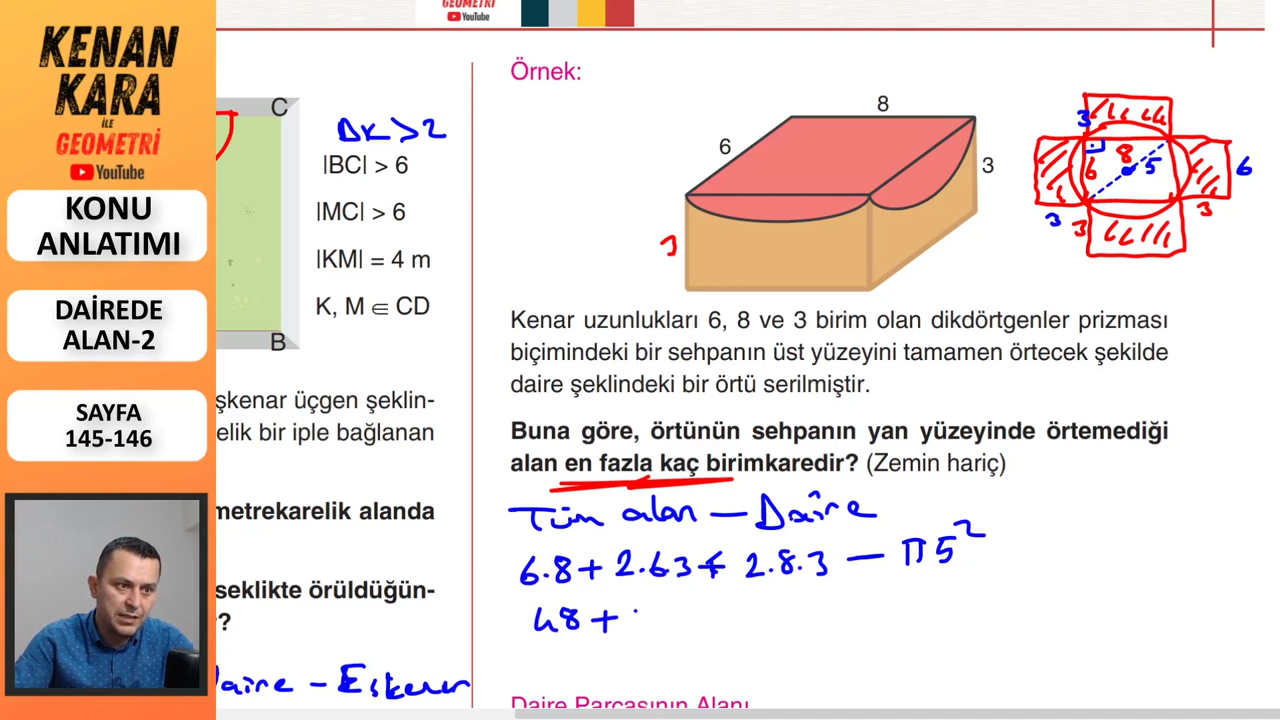 GEOMETRİ
YouTube
KENAN
KARA
İLE
GEOMETRİ
YouTube
KONU
ANLATIMI
DAİREDE
ALAN-2
SAYFA
145-146
C
ΔK > 2
|BC| > 6
|MC| > 6
|KM| = 4 m
K, M ∈ CD
B
şkenar üçgen şeklin-
elik bir iple bağlanan
metrekarelik alanda
seklikte örüldüğün-
r?
Daire – Eşkenar
Örnek:
8
6
3
3
3
8
6
5
6
3
3
3
Kenar uzunlukları 6, 8 ve 3 birim olan dikdörtgenler prizması
biçimindeki bir sehpanın üst yüzeyini tamamen örtecek şekilde
daire şeklindeki bir örtü serilmiştir.
Buna göre, örtünün sehpanın yan yüzeyinde örtemediği
alan en fazla kaç birimkaredir? (Zemin hariç)
Tüm alan – Daire
6.8 + 2.6.3 + 2.8.3 – π5²
48 +
Daire Parçasının Alanı